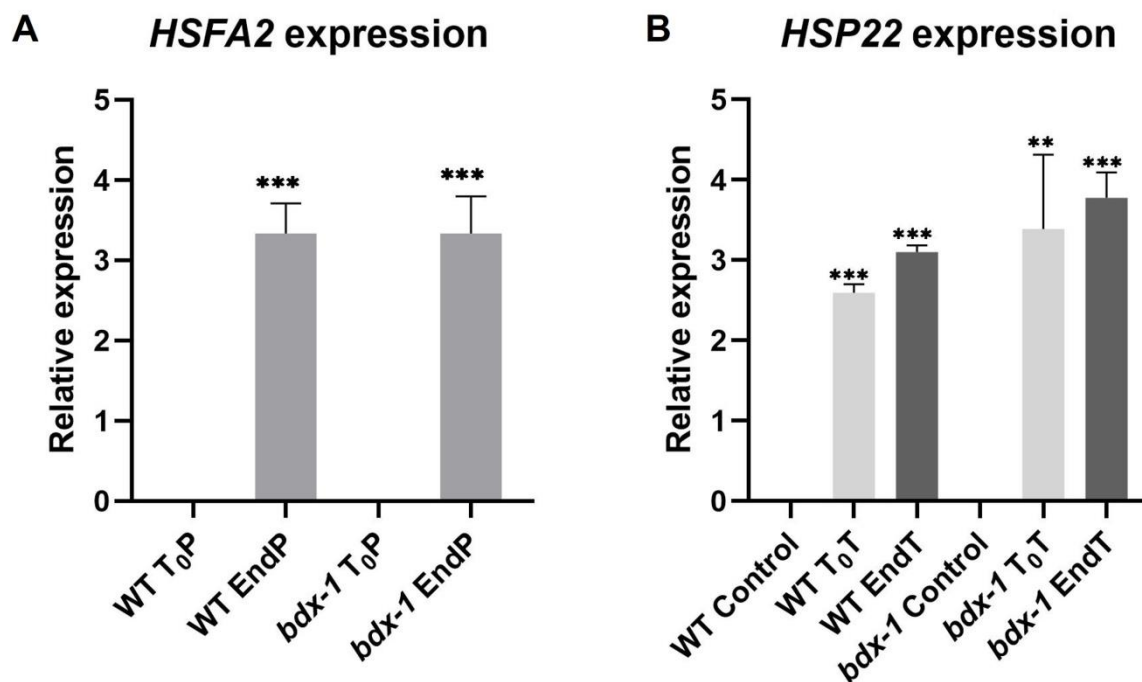 A
HSFA2 expression
Relative expression
5
4
3
2
1
0
***
***
WT T₀P
WT EndP
bdx-1 T₀P
bdx-1 EndP
B
HSP22 expression
Relative expression
5
4
3
2
1
0
***
***
**
***
WT Control
WT T₀T
WT EndT
bdx-1 Control
bdx-1 T₀T
bdx-1 EndT